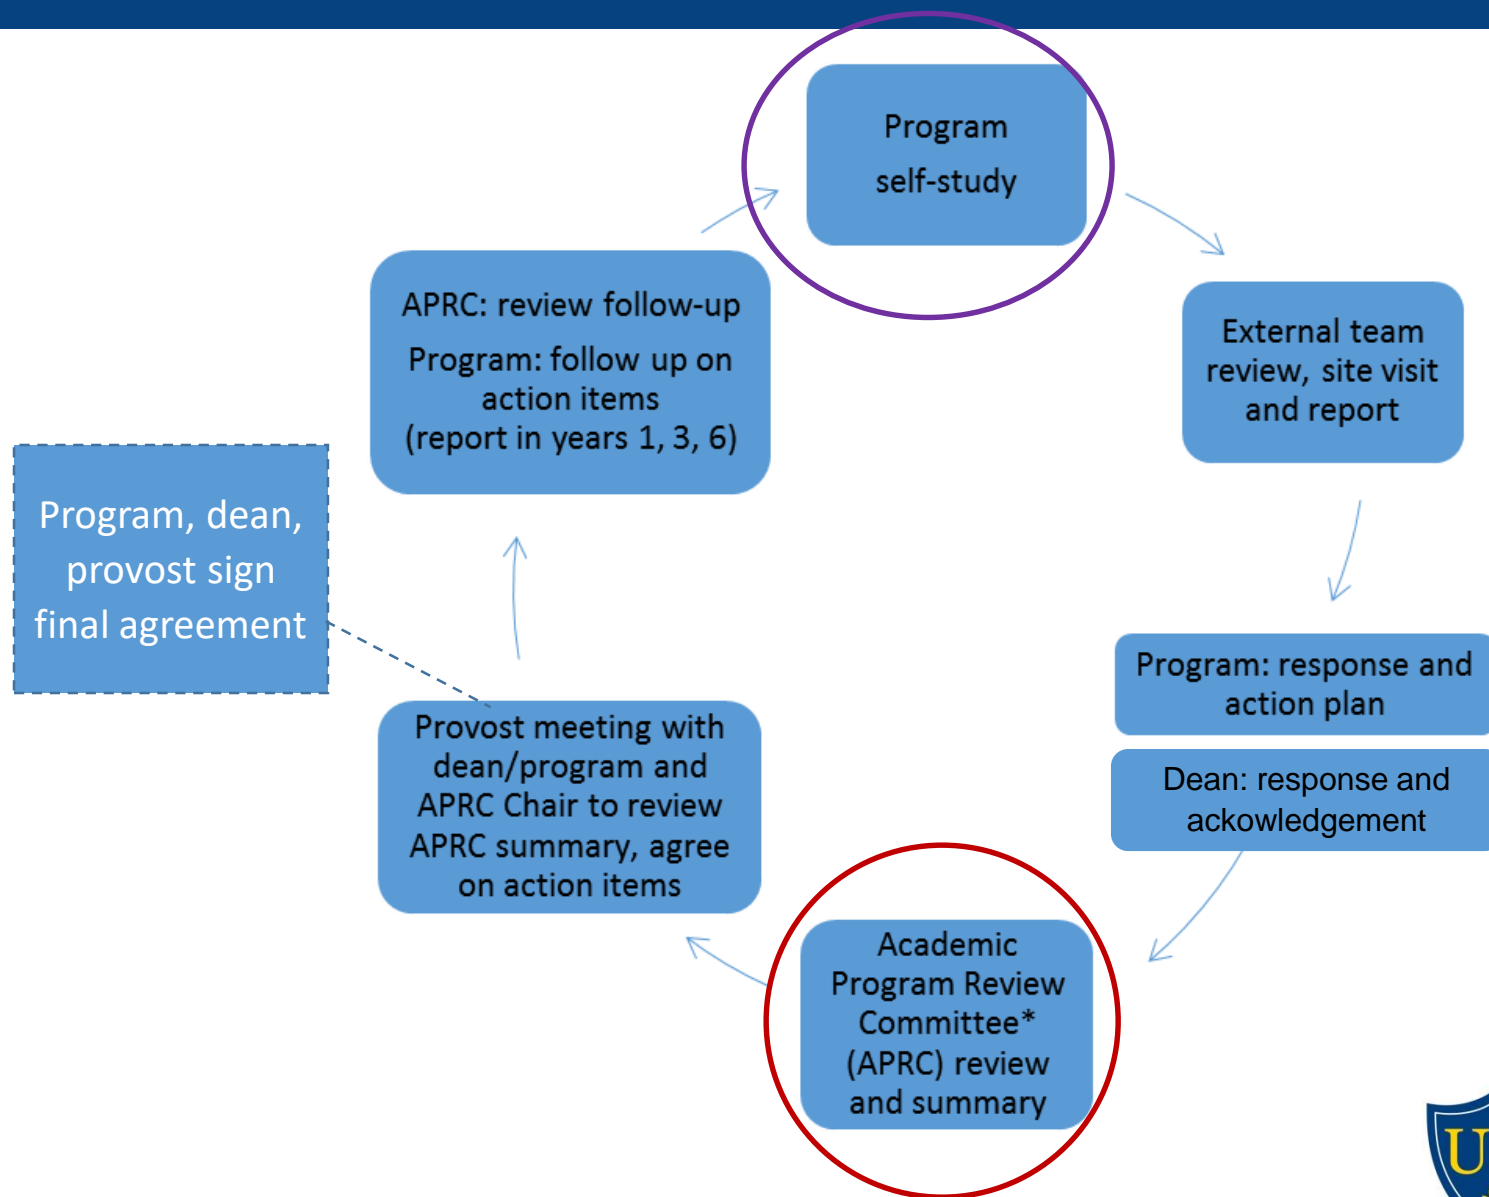 Program
self-study
External team
review, site visit
and report
Program: response and
action plan
Dean: response and
ackowledgement
Academic
Program Review
Committee*
(APRC) review
and summary
Provost meeting with
dean/program and
APRC Chair to review
APRC summary, agree
on action items
Program, dean,
provost sign
final agreement
APRC: review follow-up
Program: follow up on
action items
(report in years 1, 3, 6)
U